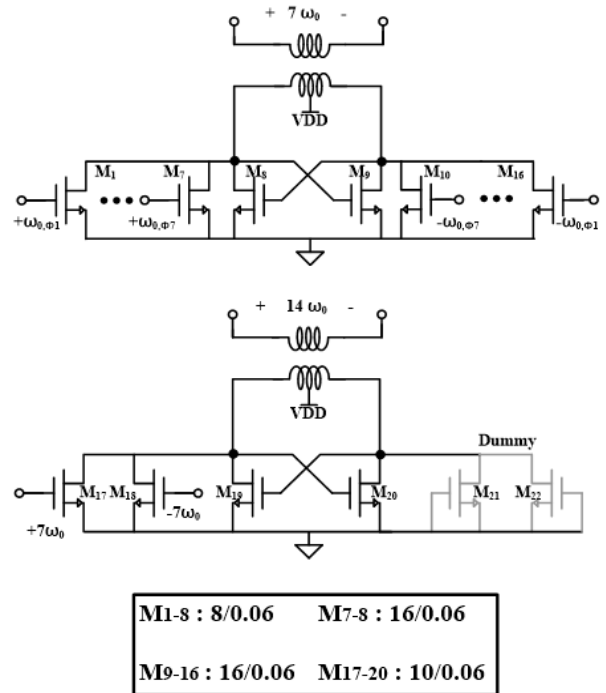 + 7 ω0 -
VDD
M1 M7 M8 M9 M10 M16
+ω0,Φ1 +ω0,Φ7 -ω0,Φ7 -ω0,Φ1
+ 14 ω0 -
VDD
Dummy
M17 M18 M19 M20 M21 M22
+7ω0 -7ω0
M1-8 : 8/0.06 M7-8 : 16/0.06
M9-16 : 16/0.06 M17-20 : 10/0.06